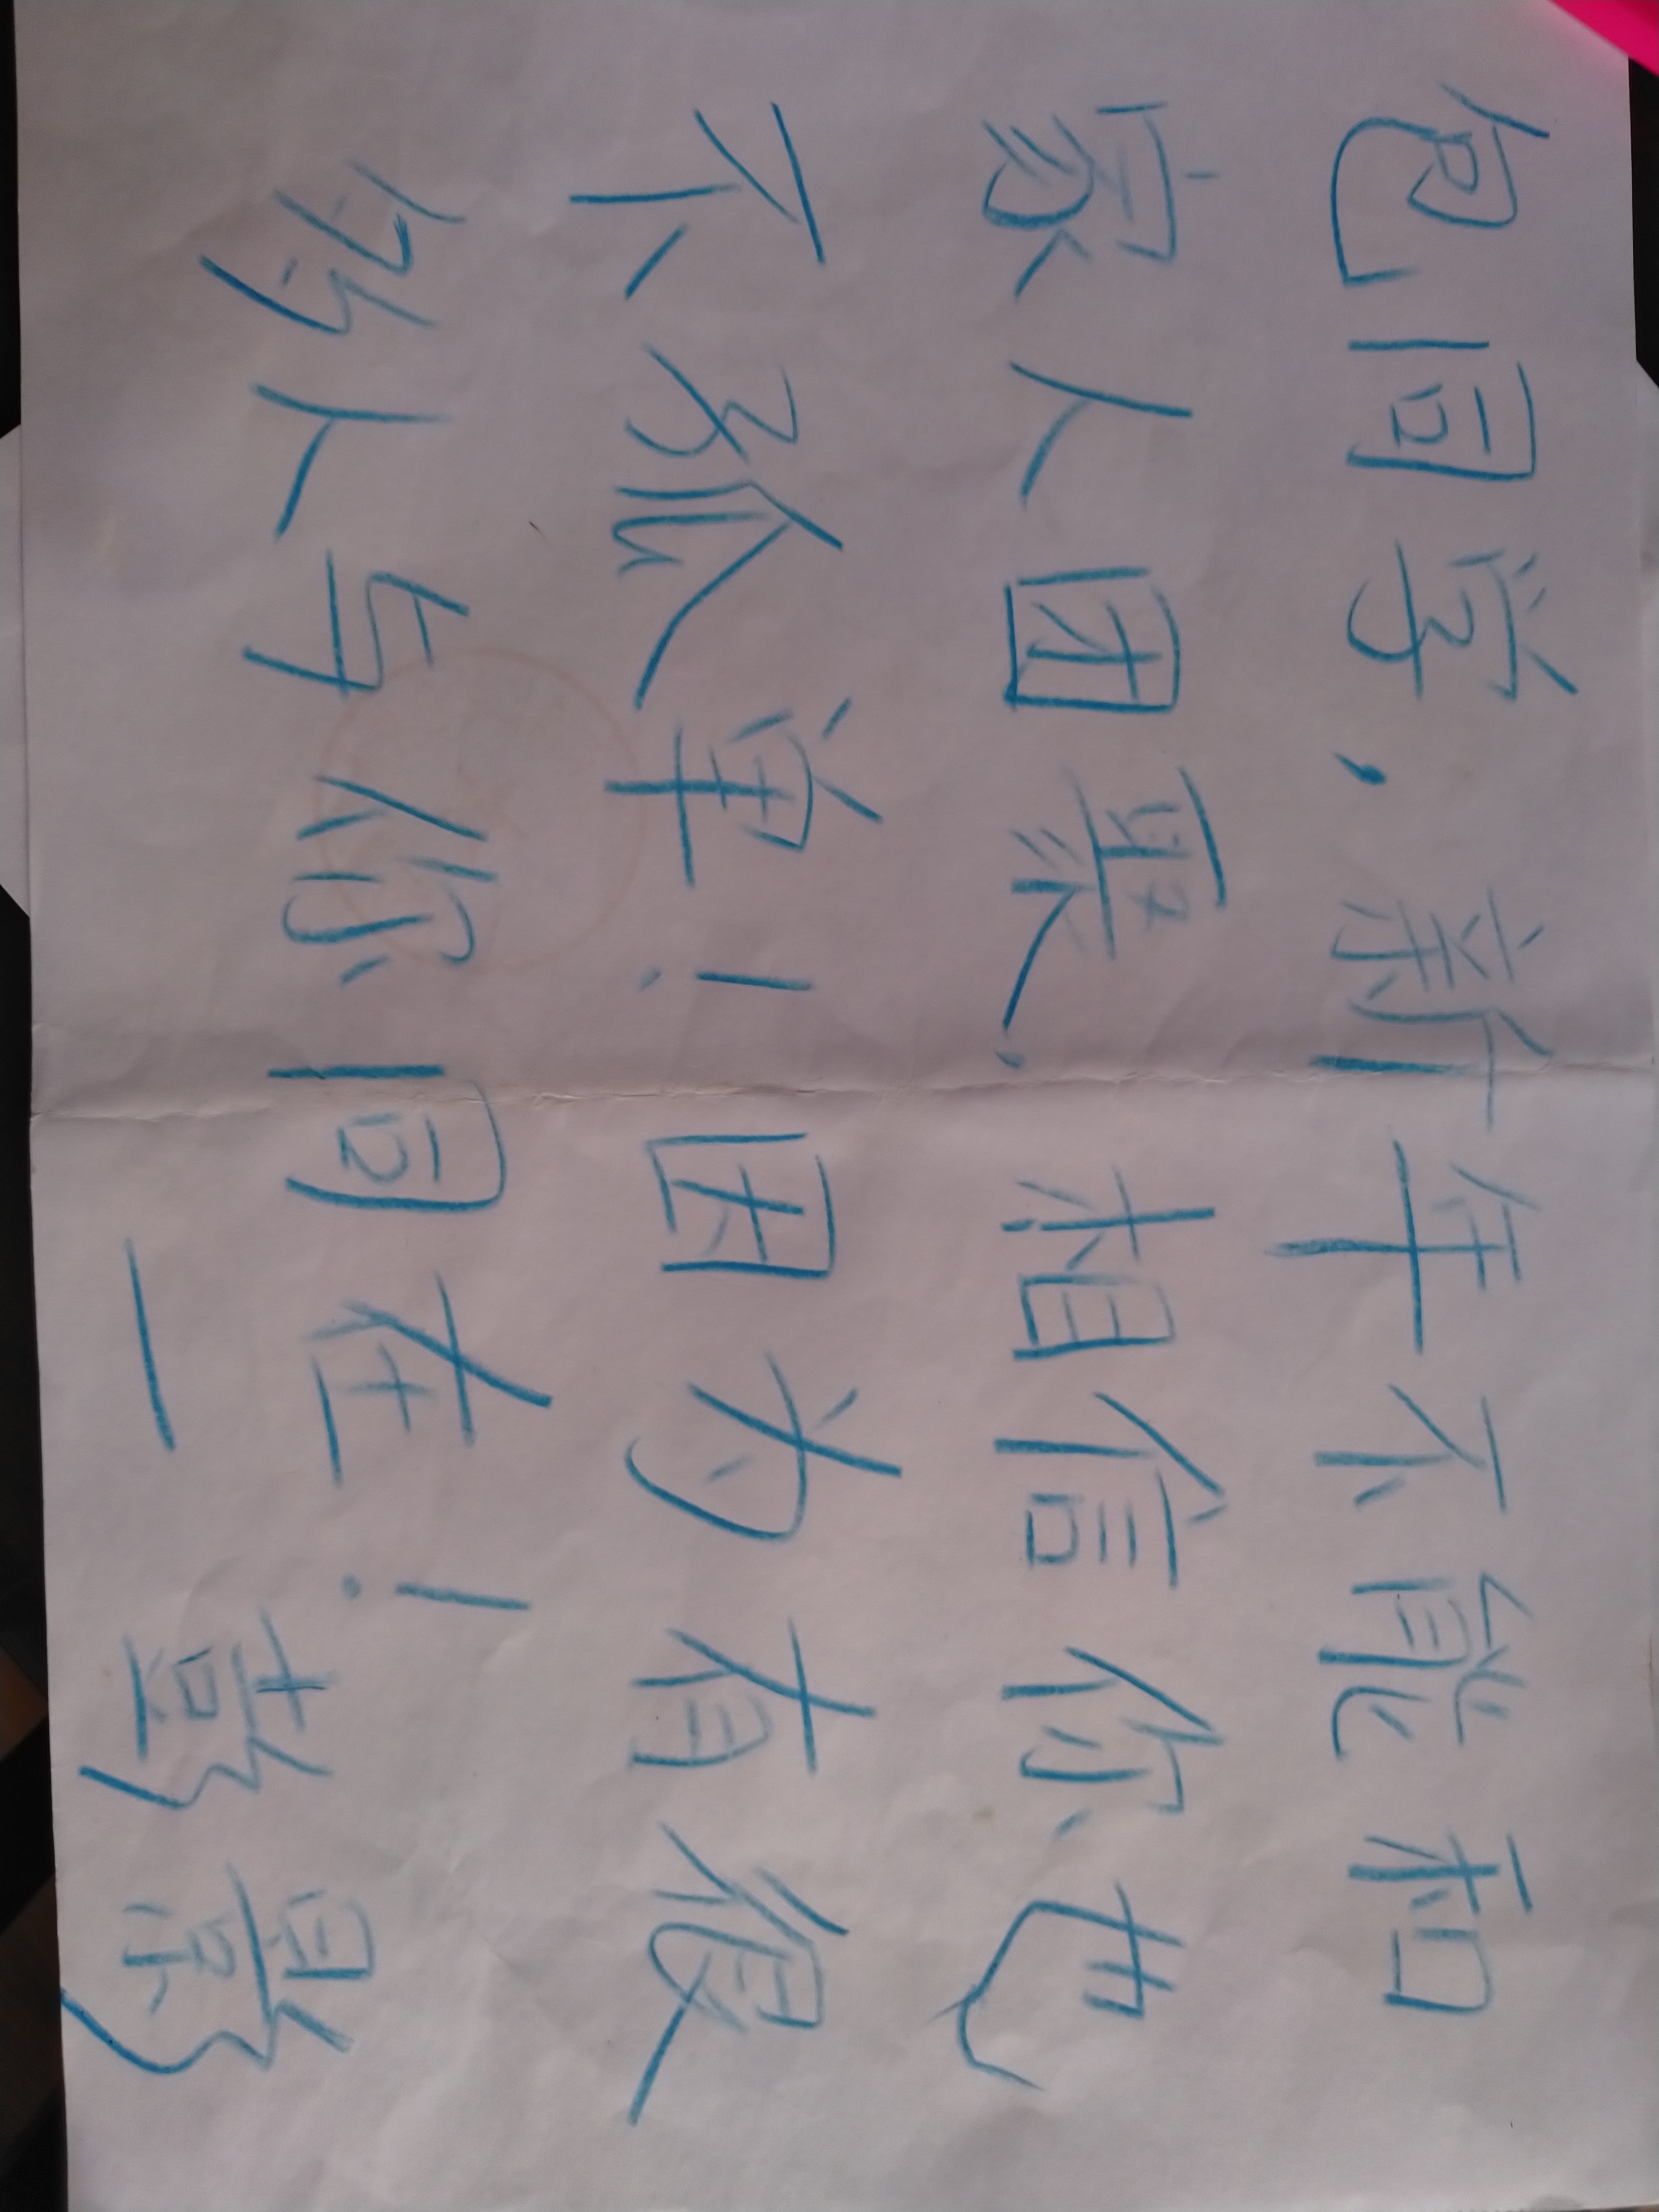 包同学，新年不能和
家人团聚，相信你也
不孤单！因为有很
多人与你同在！
一 彭影